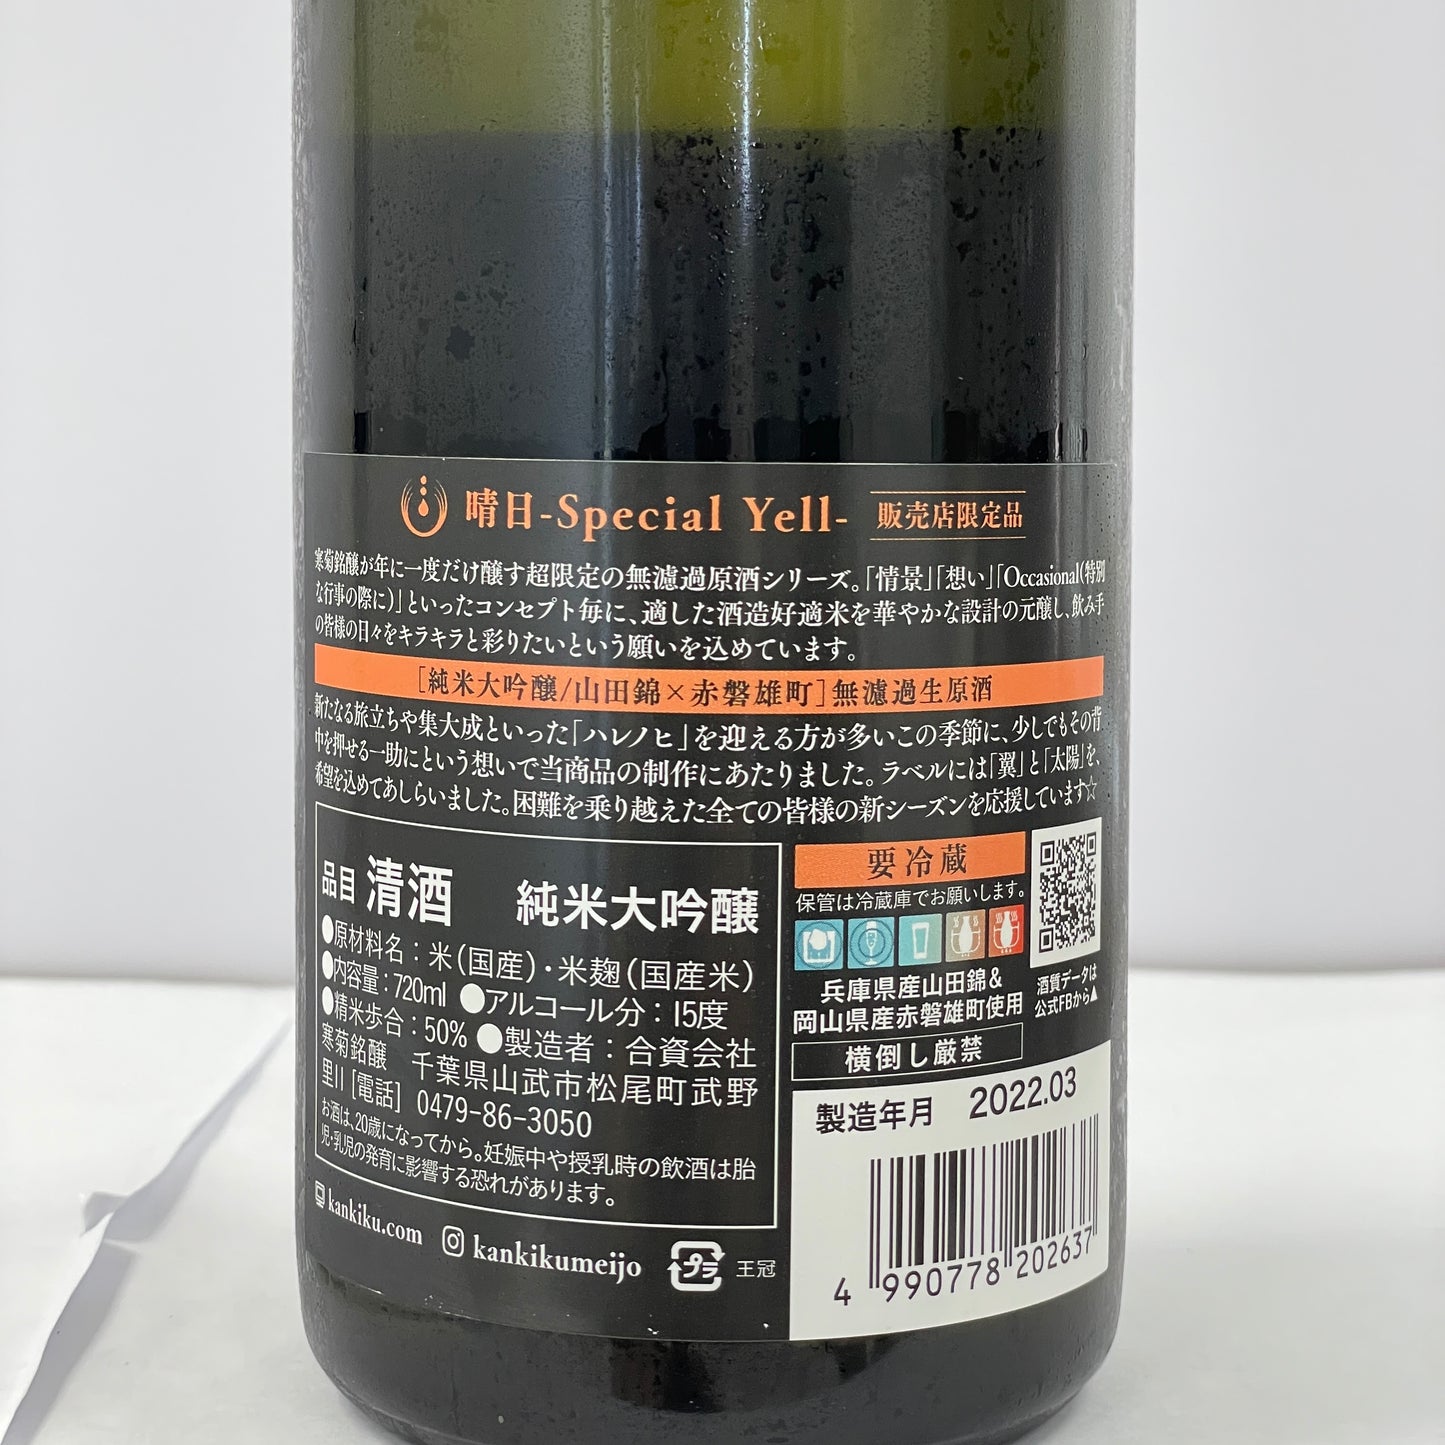 晴日-Special Yell- 販売店限定品
寒菊銘醸が年に一度だけ醸す超限定の無濾過原酒シリーズ。「情景」「想い」「Occasional(特別
な行事の際に)」といったコンセプト毎に、適した酒造好適米を華やかな設計の元醸し、飲み手
の皆様の日々をキラキラと彩りたいという願いを込めています。
[純米大吟醸/山田錦×赤磐雄町]無濾過生原酒
新たなる旅立ちや集大成といった「ハレノヒ」を迎える方が多いこの季節に、少しでもその背
中を押せる一助にという想いで当商品の制作にあたりました。ラベルには「翼」と「太陽」を、
希望を込めてあしらいました。困難を乗り越えた全ての皆様の新シーズンを応援しています☆
品目 清酒 純米大吟醸
●原材料名：米(国産)・米麹(国産米)
●内容量：720ml ●アルコール分：15度
●精米歩合：50% ●製造者：合資会社
寒菊銘醸 千葉県山武市松尾町武野
里11 [電話] 0479-86-3050
お酒は、20歳になってから。妊娠中や授乳時の飲酒は胎
児・乳児の発育に影響する恐れがあります。
kankiku.com kankikumeijo プラ 王冠
要冷蔵
保管は冷蔵庫でお願いします。
兵庫県産山田錦&
岡山県産赤磐雄町使用
横倒し厳禁
酒質データは
公式FBから▲
製造年月 2022.03
4 990778 202637